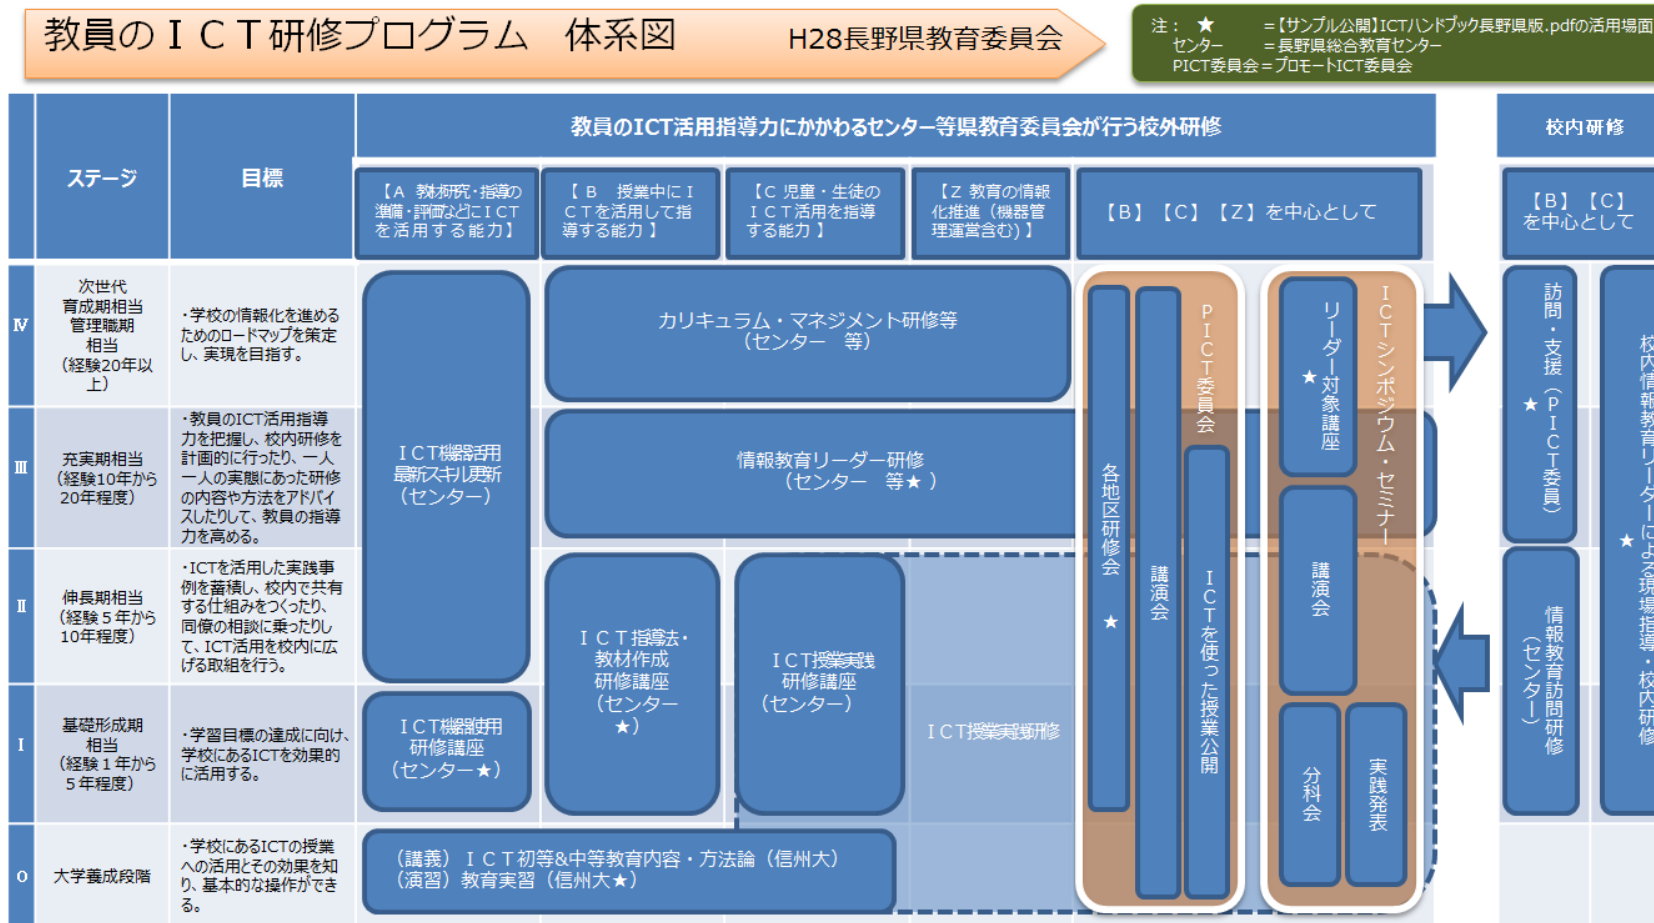 教員のＩＣＴ研修プログラム　体系図
H28長野県教育委員会
注：　★　＝【サンプル公開】ICTハンドブック長野県版.pdfの活用場面
センター　＝長野県総合教育センター
PICT委員会＝プロモートICT委員会
ステージ
目標
教員のICT活用指導力にかかわるセンター等県教育委員会が行う校外研修
校内研修
【Ａ 教材研究・指導の
準備・評価などにＩＣＴ
を活用する能力】
【Ｂ　授業中にＩ
ＣＴを活用して指
導する能力 】
【Ｃ 児童・生徒の
ＩＣＴ活用を指導
する能力 】
【Ｚ 教育の情報
化推進（機器管
理運営含む）】
【Ｂ】【Ｃ】【Ｚ】を中心として
【Ｂ】【Ｃ】
を中心として
Ⅳ
次世代
育成期相当
管理職期
相当
（経験20年以
上）
・学校の情報化を進める
ためのロードマップを策定
し、実現を目指す。
Ⅲ
充実期相当
（経験10年から
20年程度）
・教員のICT活用指導
力を把握し、校内研修を
計画的に行ったり、一人
一人の実態にあった研修
の内容や方法をアドバイ
スしたりして、教員の指導
力を高める。
Ⅱ
伸長期相当
（経験５年から
10年程度）
・ICTを活用した実践事
例を蓄積し、校内で共有
する仕組みをつくったり、
同僚の相談に乗ったりし
て、ICT活用を校内に広
げる取組を行う。
Ⅰ
基礎形成期
相当
（経験１年から
５年程度）
・学習目標の達成に向け、
学校にあるICTを効果的
に活用する。
０
大学養成段階
・学校にあるICTの授業
への活用とその効果を知
り、基本的な操作ができ
る。
ＩＣＴ機器活用
最新スキル更新
（センター）
ＩＣＴ機器使用
研修講座
（センター★）
カリキュラム・マネジメント研修等
（センター　等）
情報教育リーダー研修
（センター　等★ ）
ＩＣＴ指導法・
教材作成
研修講座
（センター
★）
ＩＣＴ授業実践
研修講座
（センター）
ＩＣＴ授業実践研修
（講義）ＩＣＴ初等&中等教育内容・方法論（信州大）
（演習）教育実習（信州大★）
ＰＩＣＴ委員会
各地区研修会　★
講演会
ＩＣＴを使った授業公開
ＩＣＴシンポジウム・セミナー
リーダー対象講座
★
講演会
分科会
実践発表
訪問・支援（ＰＩＣＴ委員）
★
情報教育訪問研修
（センター）
校内情報教育リーダーによる現場指導・校内研修
★